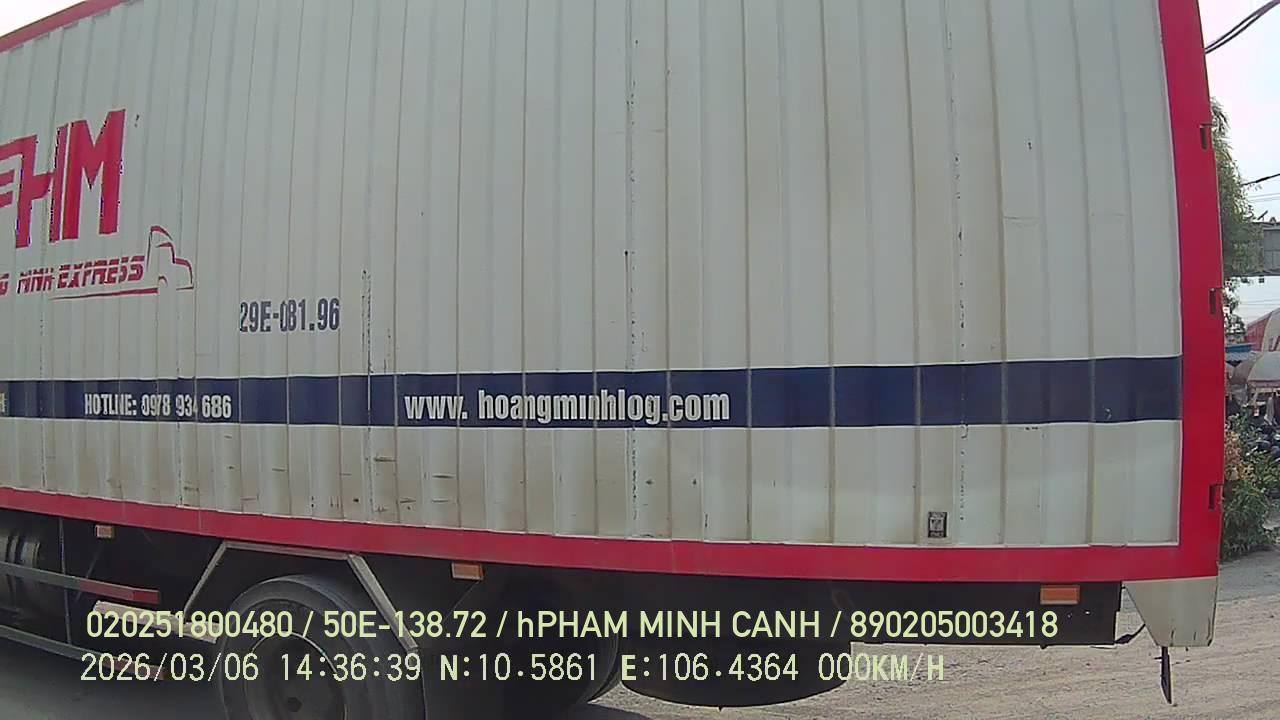 HM
MINH EXPRESS
29E-081.96
HOTLINE: 0978 934 686
www. hoangminhlog.com
020251800480 / 50E-138.72 / hPHAM MINH CANH / 890205003418
2026/03/06 14:36:39 N:10.5861 E:106.4364 000KM/H